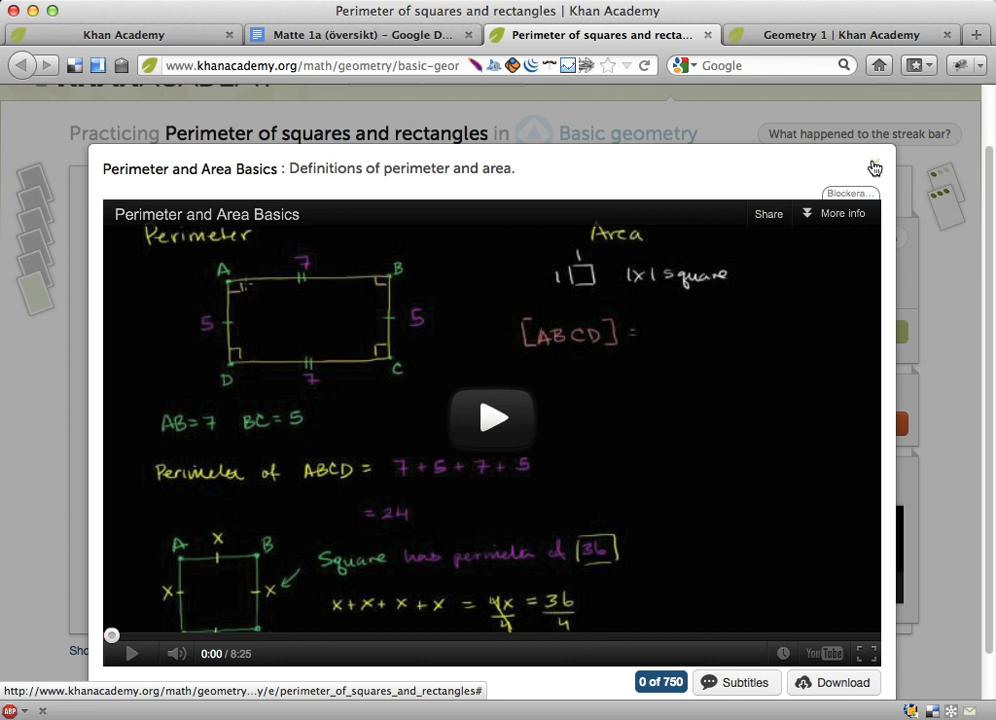 Perimeter of squares and rectangles | Khan Academy
Khan Academy
Matte 1a (översikt) - Google D...
Perimeter of squares and recta...
Geometry 1 | Khan Academy
www.khanacademy.org/math/geometry/basic-geor
Google
Practicing Perimeter of squares and rectangles in Basic geometry
What happened to the streak bar?
Perimeter and Area Basics : Definitions of perimeter and area.
Blockera...
Perimeter and Area Basics
Share
More info
Perimeter
Area
A 7 B
1
1
1x1 square
5 5
[ABCD] =
D 7 C
AB=7 BC=5
Perimeter of ABCD = 7+5+7+5
=24
A x B
Square has perimeter of 36
x x
x+x+x+x = 4x/4 = 36/4
0:00 / 8:25
YouTube
Sho
0 of 750
Subtitles
Download
http://www.khanacademy.org/math/geometry...y/e/perimeter_of_squares_and_rectangles#
ABP